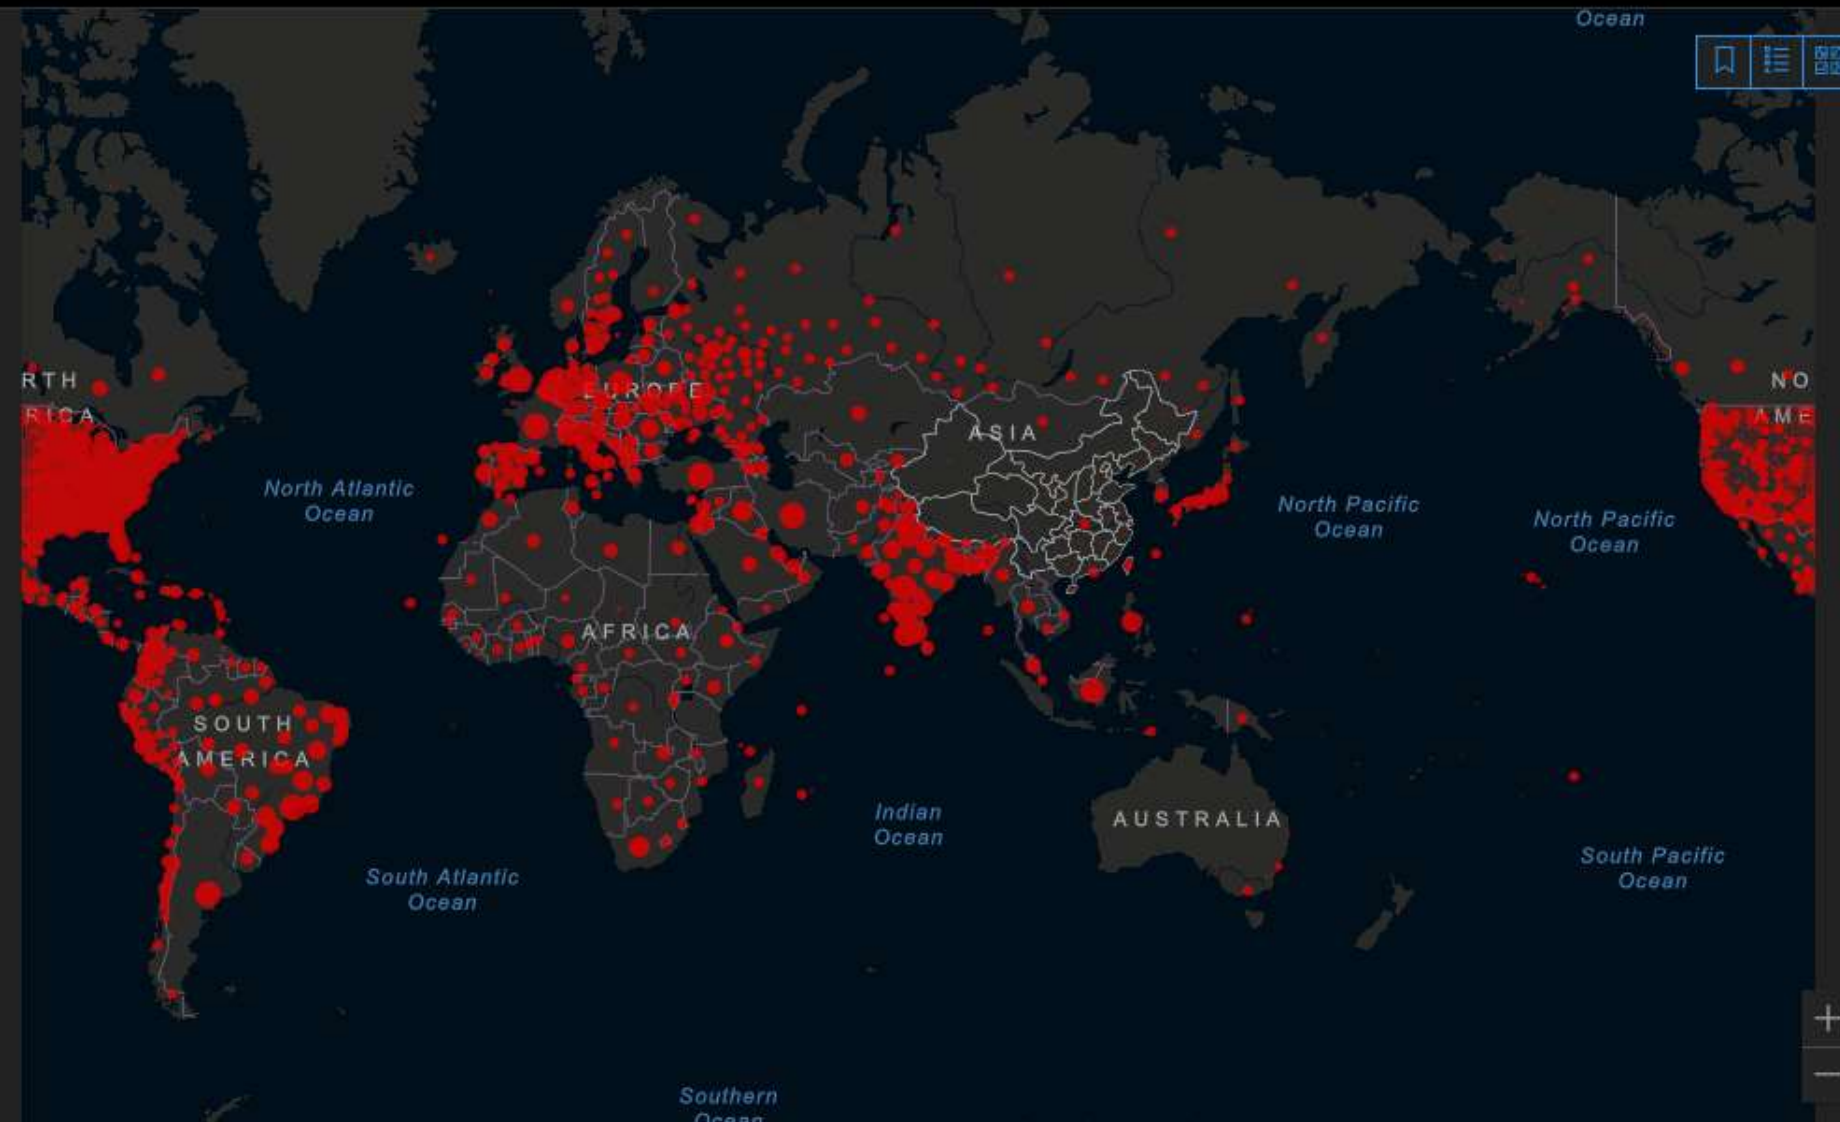 Ocean
RTH
RICA
NO
AME
EUROPE
ASIA
North Atlantic
Ocean
North Pacific
Ocean
North Pacific
Ocean
AFRICA
SOUTH
AMERICA
Indian
Ocean
AUSTRALIA
South Atlantic
Ocean
South Pacific
Ocean
Southern
Ocean
+
−